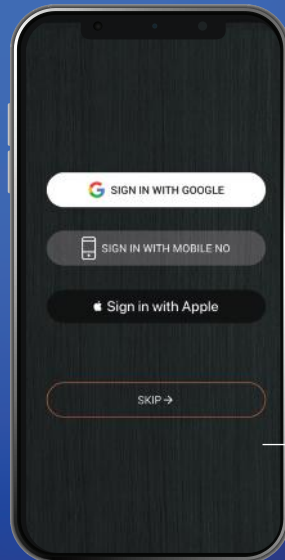 SIGN IN WITH GOOGLE
SIGN IN WITH MOBILE NO
Sign in with Apple
SKIP →